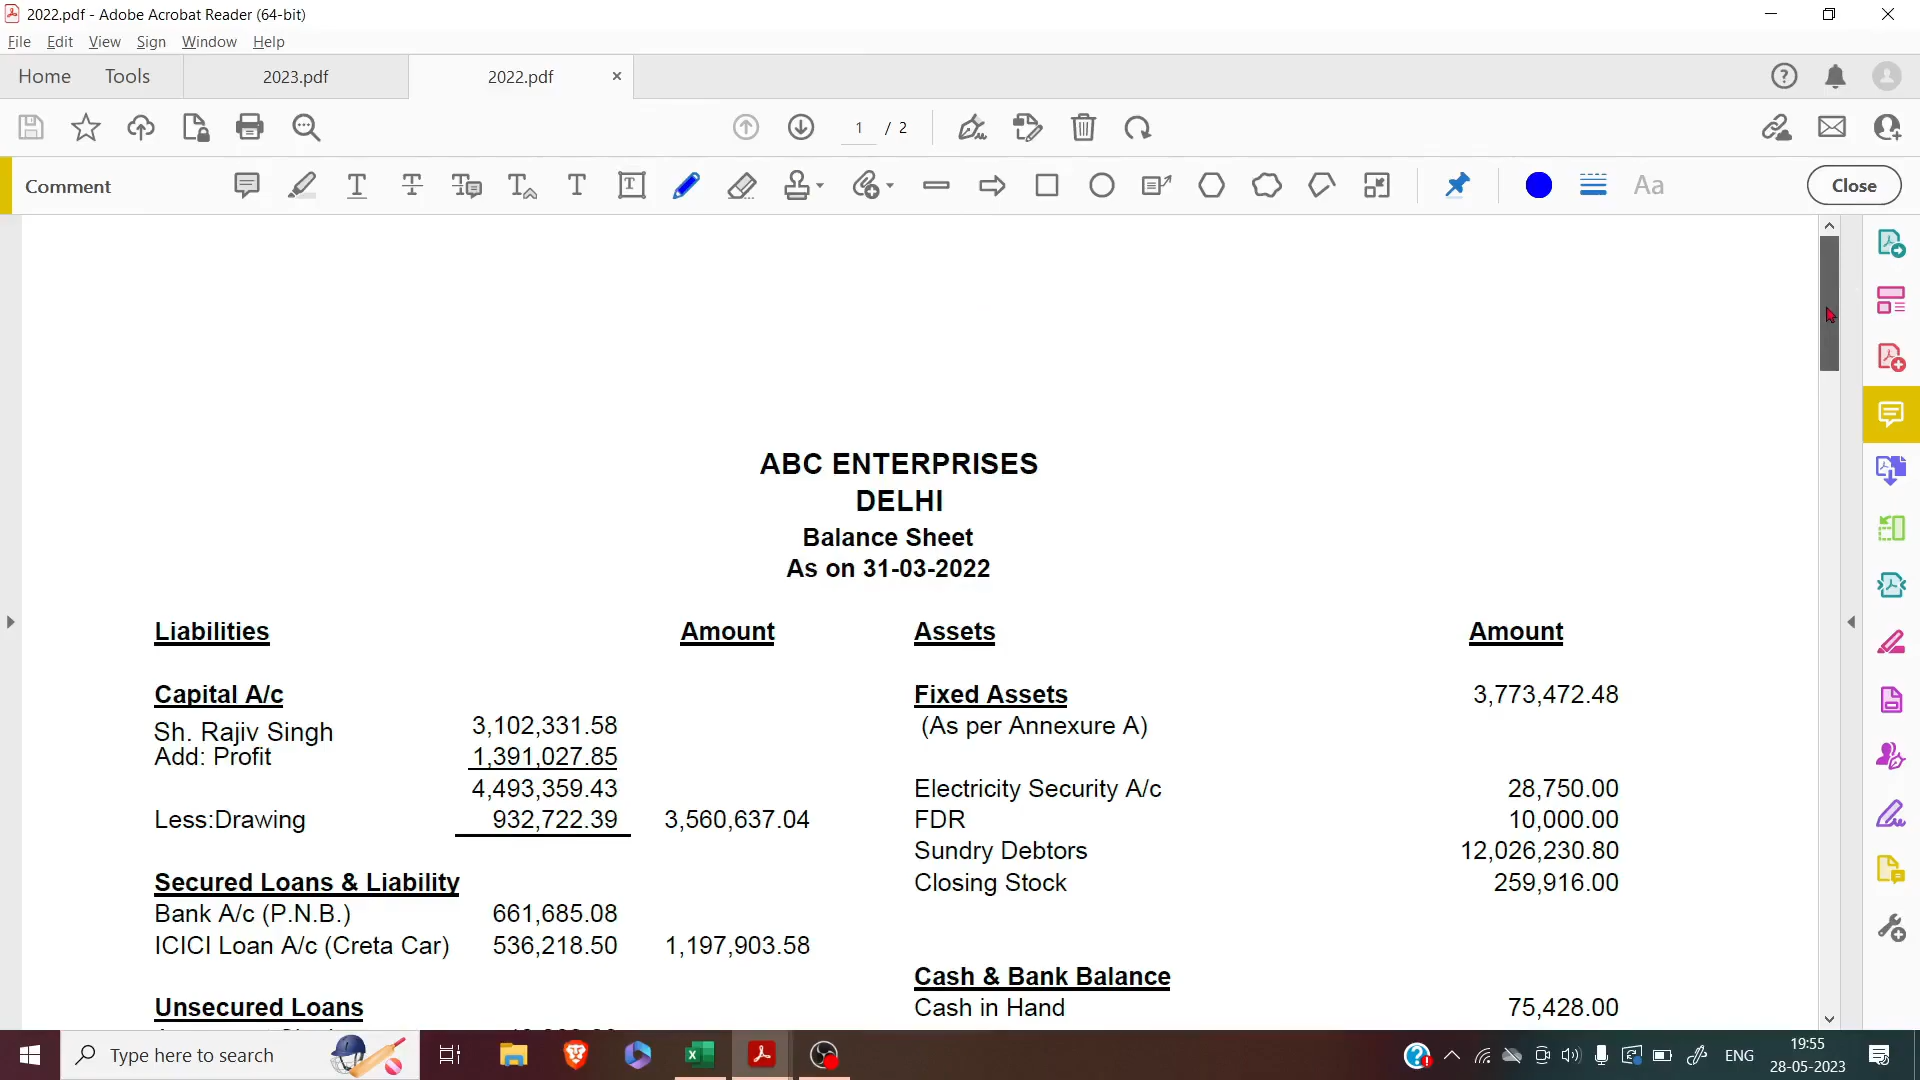 2022.pdf - Adobe Acrobat Reader (64-bit)
File Edit View Sign Window Help
Home Tools 2023.pdf 2022.pdf ×
1 / 2
Comment Aa Close
ABC ENTERPRISES
DELHI
Balance Sheet
As on 31-03-2022
Liabilities Amount Assets Amount
Capital A/c Fixed Assets 3,773,472.48
Sh. Rajiv Singh 3,102,331.58 (As per Annexure A)
Add: Profit 1,391,027.85
4,493,359.43 Electricity Security A/c 28,750.00
Less:Drawing 932,722.39 3,560,637.04 FDR 10,000.00
Sundry Debtors 12,026,230.80
Secured Loans & Liability Closing Stock 259,916.00
Bank A/c (P.N.B.) 661,685.08
ICICI Loan A/c (Creta Car) 536,218.50 1,197,903.58
Cash & Bank Balance
Unsecured Loans Cash in Hand 75,428.00
Type here to search
ENG
19:55
28-05-2023